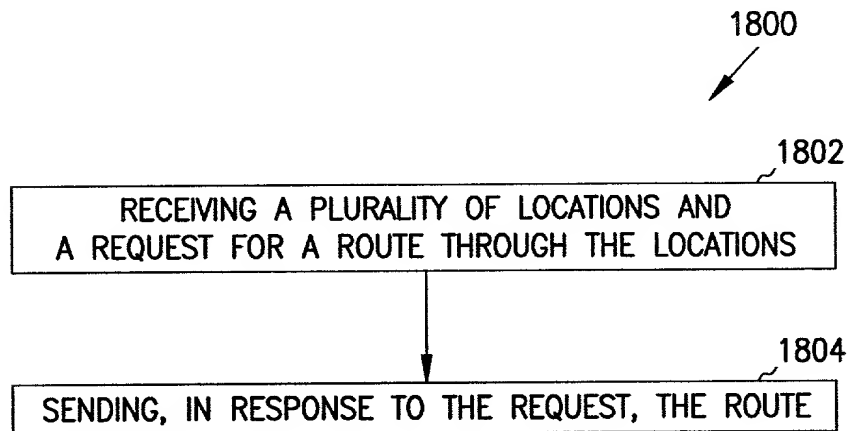 1800
1802
RECEIVING A PLURALITY OF LOCATIONS AND
A REQUEST FOR A ROUTE THROUGH THE LOCATIONS
1804
SENDING, IN RESPONSE TO THE REQUEST, THE ROUTE